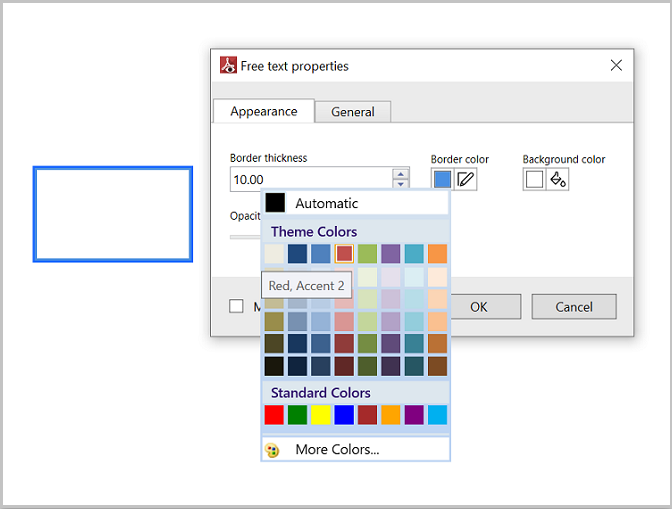 Free text properties
Appearance
General
Border thickness
Border color
Background color
10.00
Automatic
Theme Colors
Red, Accent 2
OK
Cancel
Standard Colors
More Colors...